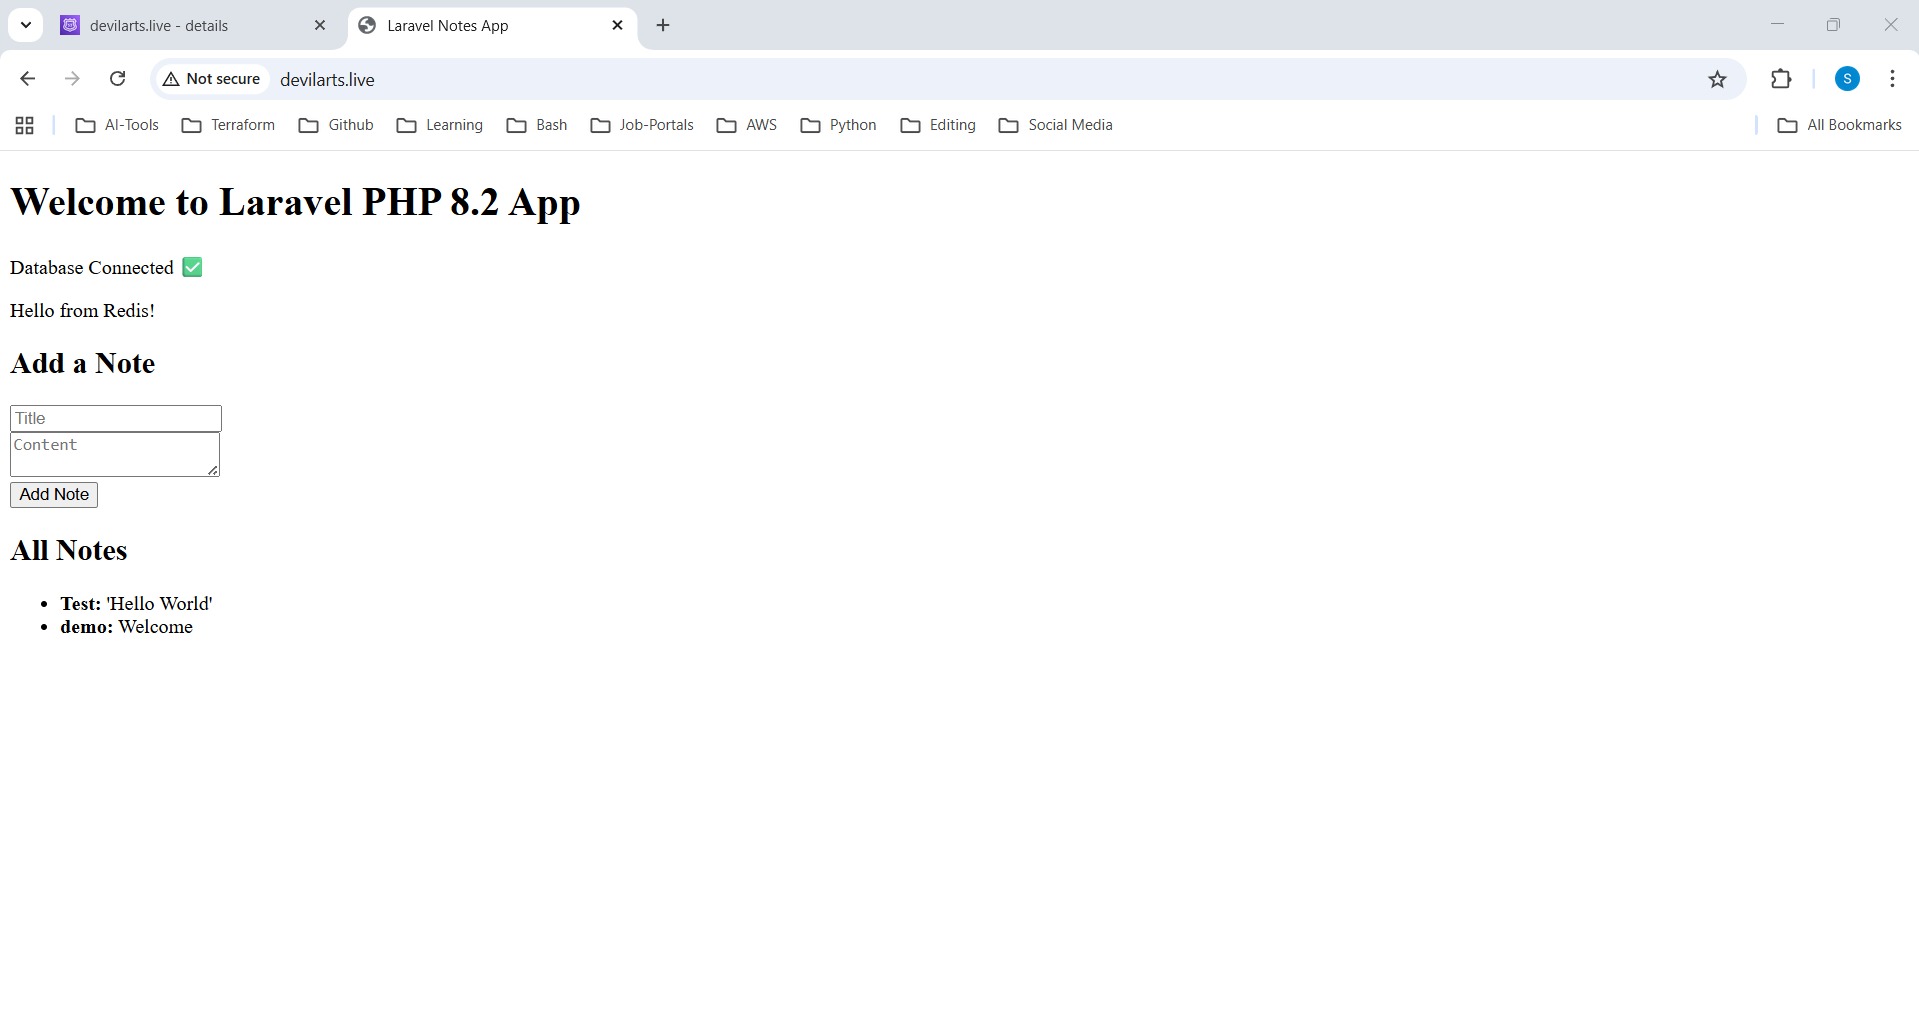 devilarts.live - details
Laravel Notes App
Not secure
devilarts.live
S
AI-Tools
Terraform
Github
Learning
Bash
Job-Portals
AWS
Python
Editing
Social Media
All Bookmarks
Welcome to Laravel PHP 8.2 App
Database Connected ✅
Hello from Redis!
Add a Note
Title
Content
Add Note
All Notes
• Test: 'Hello World'
• demo: Welcome